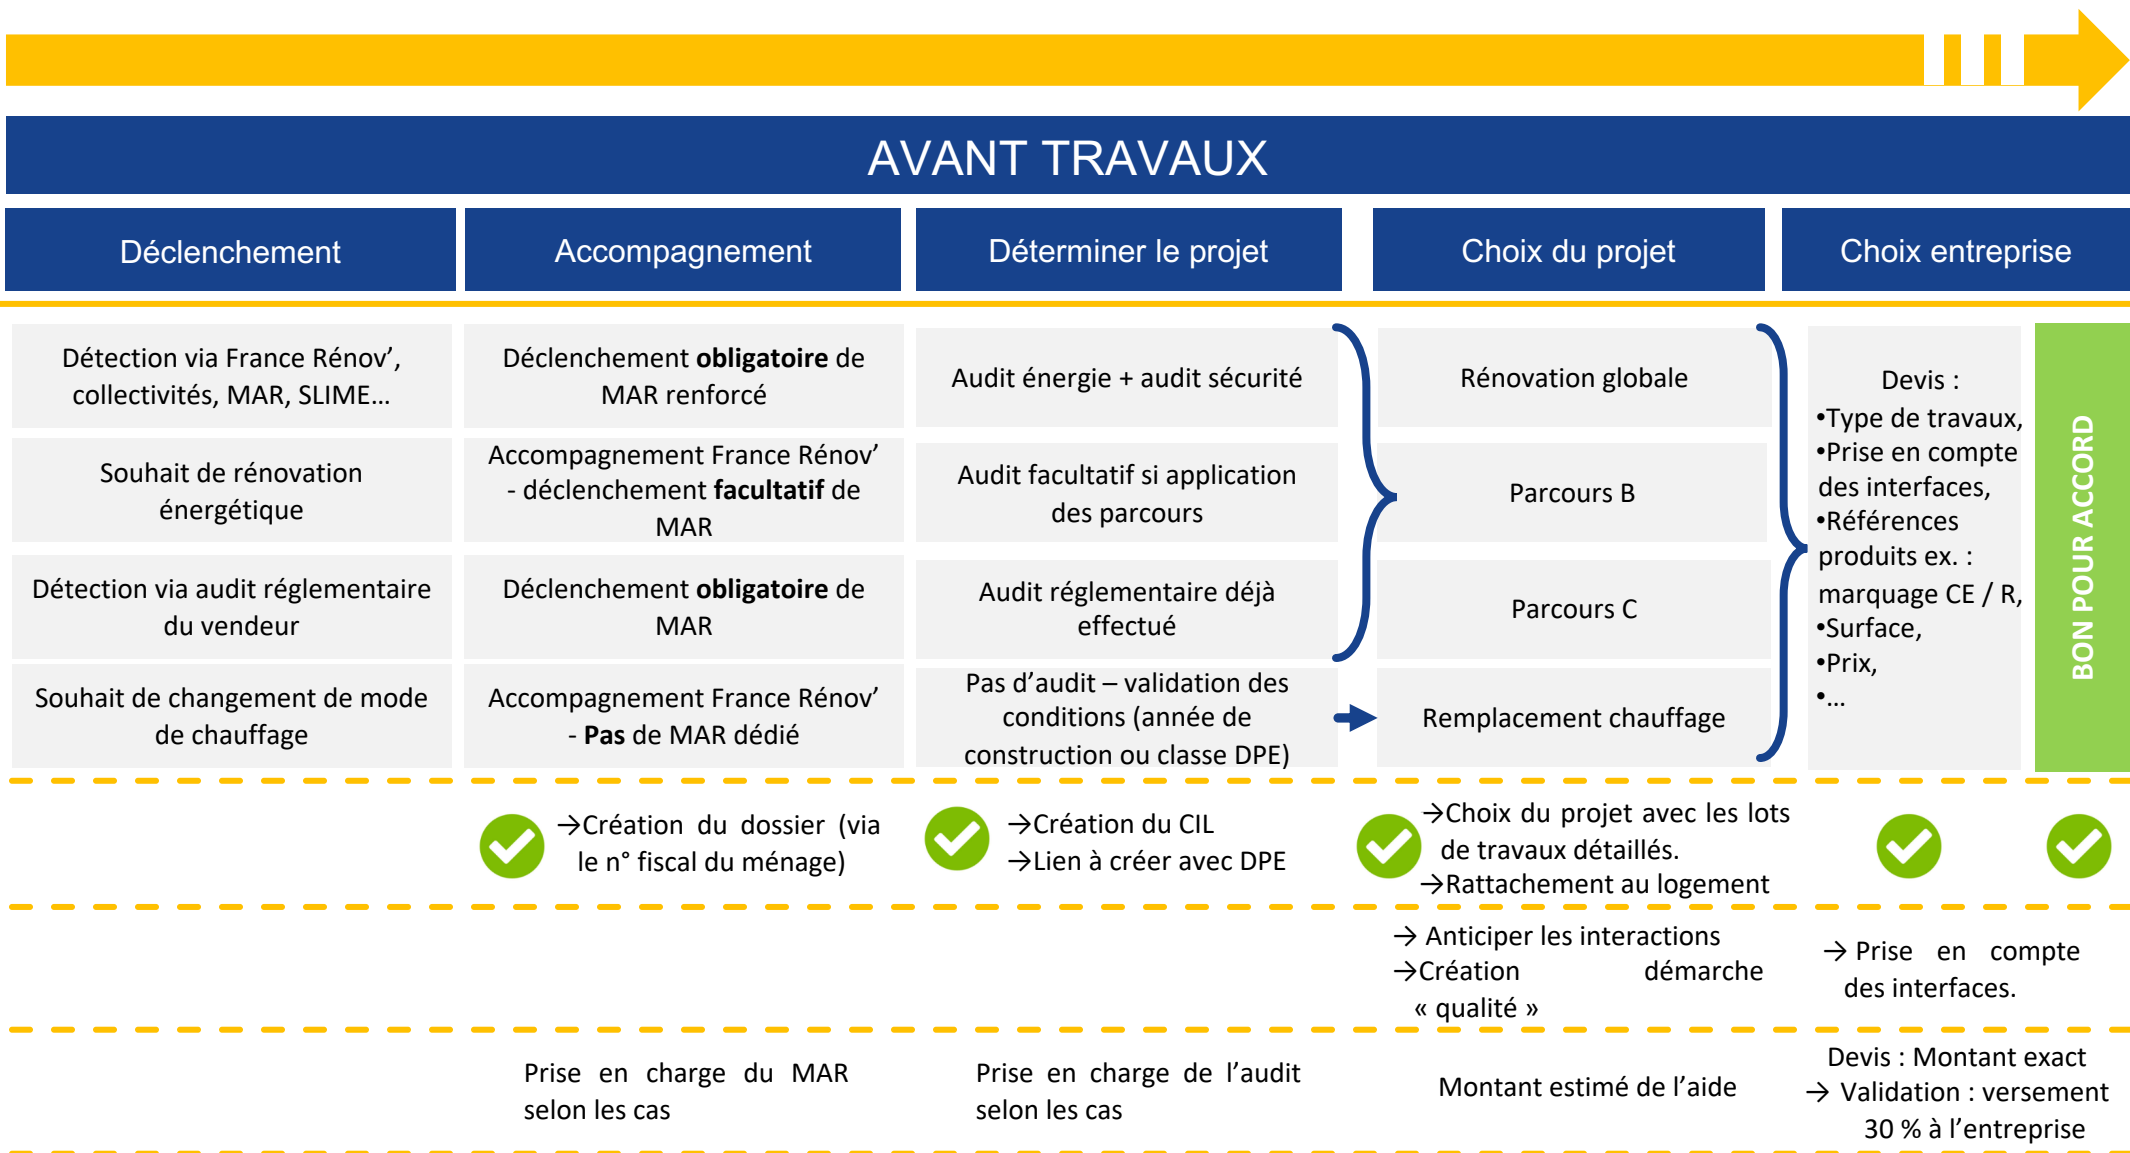 AVANT TRAVAUX
Déclenchement
Accompagnement
Déterminer le projet
Choix du projet
Choix entreprise
Détection via France Rénov’,
collectivités, MAR, SLIME…
Déclenchement obligatoire de
MAR renforcé
Audit énergie + audit sécurité
Rénovation globale
Souhait de rénovation
énergétique
Accompagnement France Rénov’
- déclenchement facultatif de
MAR
Audit facultatif si application
des parcours
Parcours B
Détection via audit réglementaire
du vendeur
Déclenchement obligatoire de
MAR
Audit réglementaire déjà
effectué
Parcours C
Souhait de changement de mode
de chauffage
Accompagnement France Rénov’
- Pas de MAR dédié
Pas d’audit – validation des
conditions (année de
construction ou classe DPE)
Remplacement chauffage
Devis :
•Type de travaux,
•Prise en compte
des interfaces,
•Références
produits ex. :
marquage CE / R,
•Surface,
•Prix,
•…
BON POUR ACCORD
→Création du dossier (via
le n° fiscal du ménage)
→Création du CIL
→Lien à créer avec DPE
→Choix du projet avec les lots
de travaux détaillés.
→Rattachement au logement
→ Anticiper les interactions
→Création démarche
« qualité »
→ Prise en compte
des interfaces.
Prise en charge du MAR
selon les cas
Prise en charge de l’audit
selon les cas
Montant estimé de l’aide
Devis : Montant exact
→ Validation : versement
30 % à l’entreprise